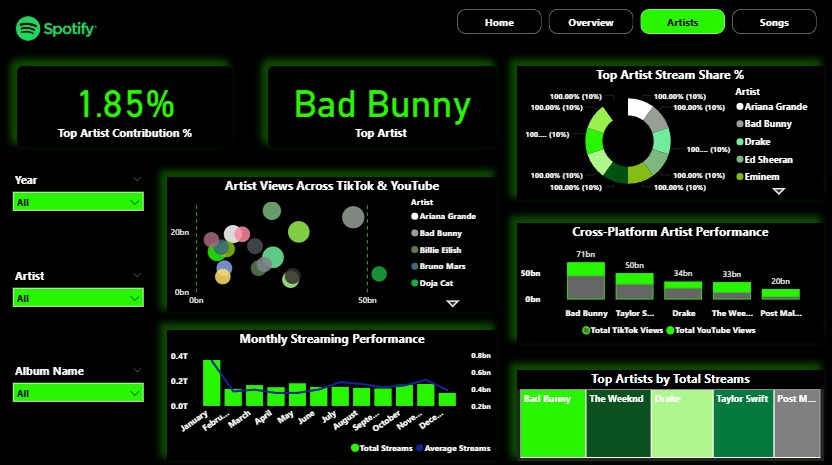 Spotify
Home
Overview
Artists
Songs
1.85%
Top Artist Contribution %
Bad Bunny
Top Artist
Top Artist Stream Share %
100.00% (10%)
100.00% (10%)
100.00% (10%)
100.00% (10%)
100.... (10%)
100.... (10%)
100.00% (10%)
100.00% (10%)
100.00% (10%)
100.00% (10%)
Artist
Ariana Grande
Bad Bunny
Drake
Ed Sheeran
Eminem
Year
All
Artist
All
Album Name
All
Artist Views Across TikTok & YouTube
20bn
0bn
0bn
50bn
Artist
Ariana Grande
Bad Bunny
Billie Eilish
Bruno Mars
Doja Cat
Cross-Platform Artist Performance
50bn
0bn
71bn
50bn
34bn
33bn
20bn
Bad Bunny
Taylor S...
Drake
The Wee...
Post Mal...
Total TikTok Views
Total YouTube Views
Monthly Streaming Performance
0.4T
0.2T
0.0T
0.8bn
0.6bn
0.4bn
0.2bn
January
Febru...
March
April
May
June
July
August
Septe...
October
Nove...
Dece...
Total Streams
Average Streams
Top Artists by Total Streams
Bad Bunny
The Weeknd
Drake
Taylor Swift
Post M...